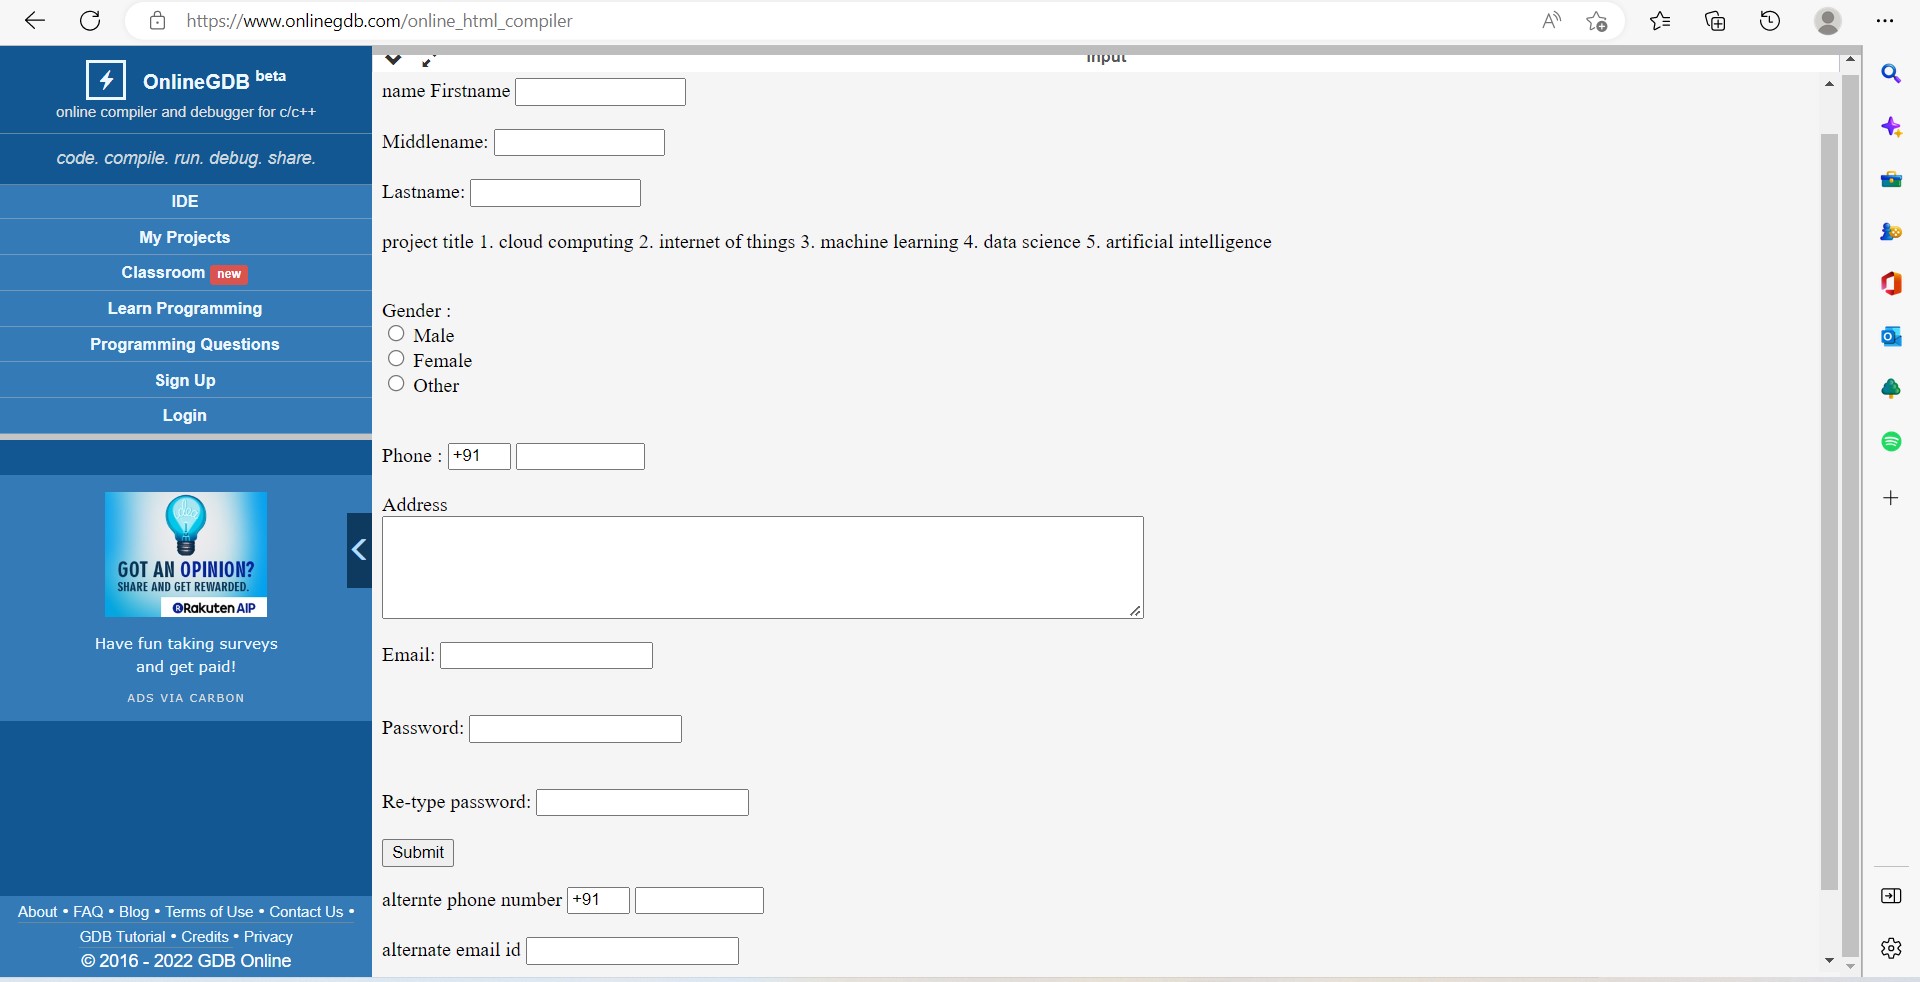 https://www.onlinegdb.com/online_html_compiler
OnlineGDB beta
online compiler and debugger for c/c++
code. compile. run. debug. share.
IDE
My Projects
Classroom new
Learn Programming
Programming Questions
Sign Up
Login
GOT AN OPINION?
SHARE AND GET REWARDED.
Rakuten AIP
Have fun taking surveys
and get paid!
ADS VIA CARBON
About • FAQ • Blog • Terms of Use • Contact Us •
GDB Tutorial • Credits • Privacy
© 2016 - 2022 GDB Online
input
name Firstname
Middlename:
Lastname:
project title 1. cloud computing 2. internet of things 3. machine learning 4. data science 5. artificial intelligence
Gender :
Male
Female
Other
Phone : +91
Address
Email:
Password:
Re-type password:
Submit
alternte phone number +91
alternate email id